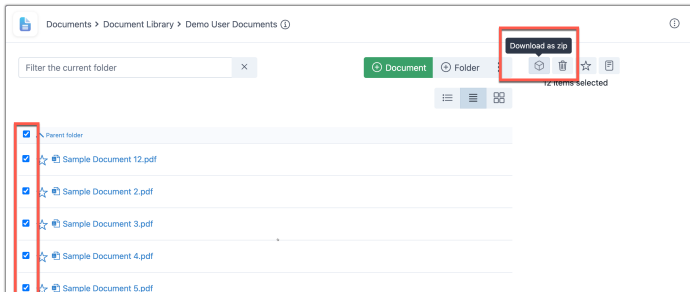 Documents > Document Library > Demo User Documents
Download as zip
Filter the current folder
Document
Folder
12 items selected
Parent folder
Sample Document 12.pdf
Sample Document 2.pdf
Sample Document 3.pdf
Sample Document 4.pdf
Sample Document 5.pdf